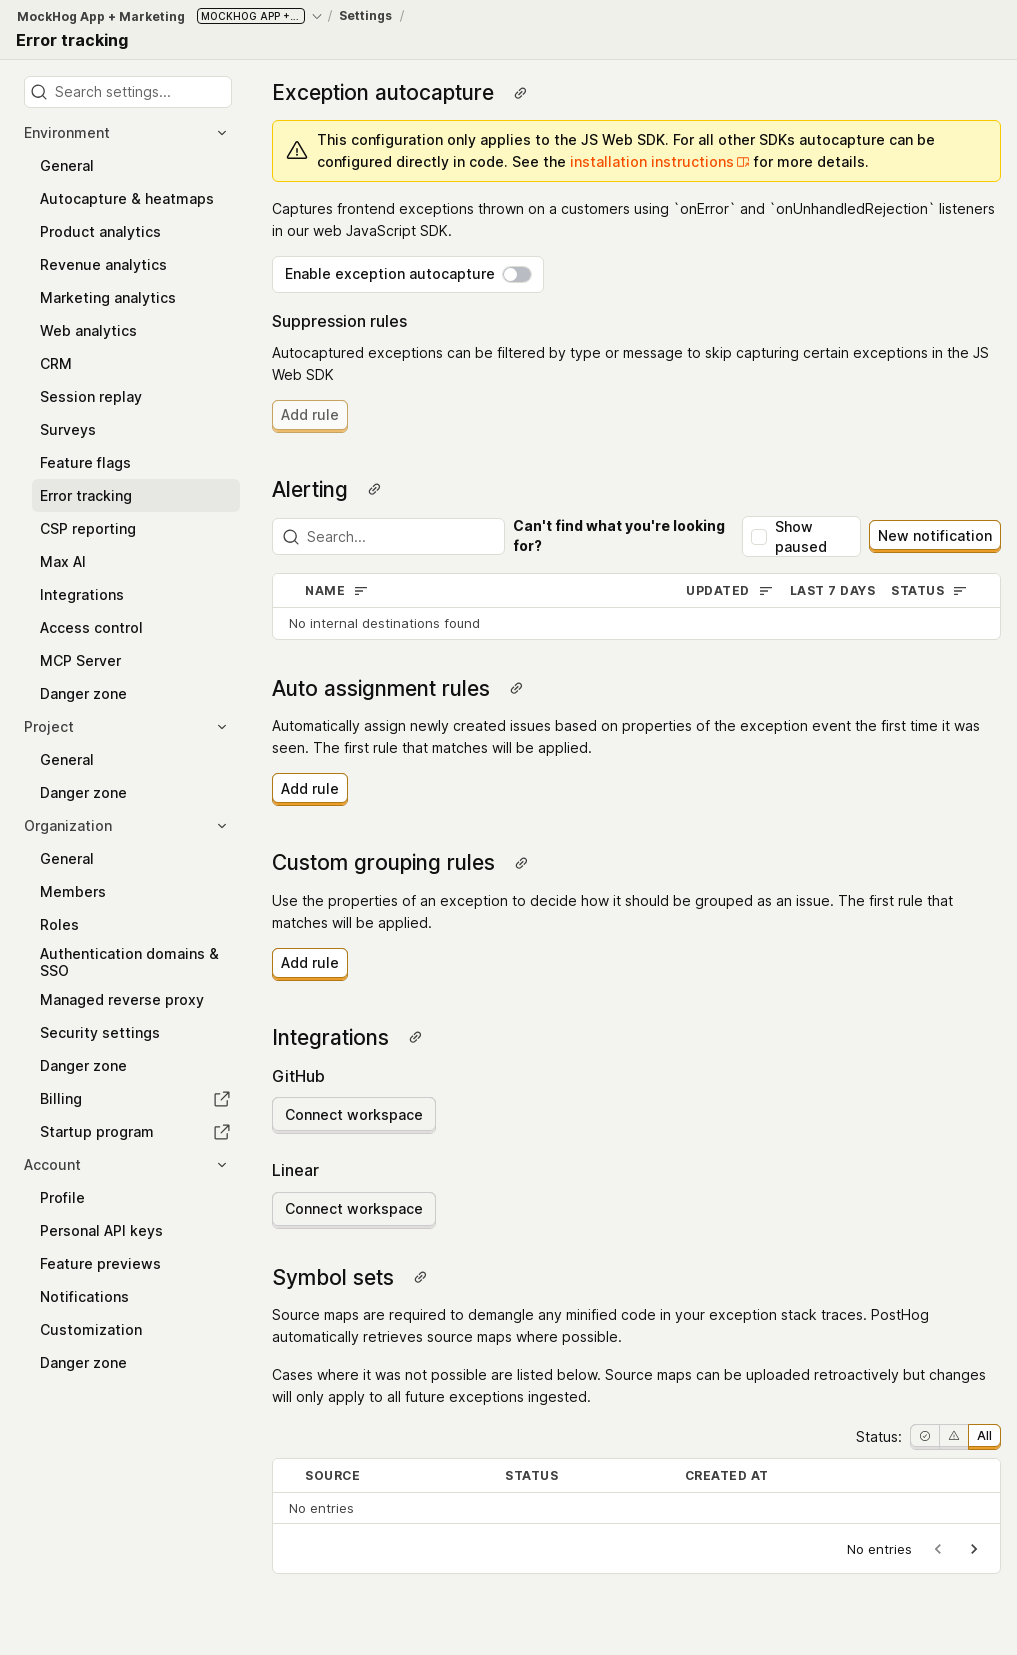 MockHog App + Marketing MOCKHOG APP +... / Settings /
Error tracking
Search settings...
Environment
General
Autocapture & heatmaps
Product analytics
Revenue analytics
Marketing analytics
Web analytics
CRM
Session replay
Surveys
Feature flags
Error tracking
CSP reporting
Max AI
Integrations
Access control
MCP Server
Danger zone
Project
General
Danger zone
Organization
General
Members
Roles
Authentication domains &
SSO
Managed reverse proxy
Security settings
Danger zone
Billing
Startup program
Account
Profile
Personal API keys
Feature previews
Notifications
Customization
Danger zone
Exception autocapture
This configuration only applies to the JS Web SDK. For all other SDKs autocapture can be
configured directly in code. See the installation instructions for more details.
Captures frontend exceptions thrown on a customers using `onError` and `onUnhandledRejection` listeners
in our web JavaScript SDK.
Enable exception autocapture
Suppression rules
Autocaptured exceptions can be filtered by type or message to skip capturing certain exceptions in the JS
Web SDK
Add rule
Alerting
Search...
Can't find what you're looking
for?
Show
paused
New notification
NAME UPDATED LAST 7 DAYS STATUS
No internal destinations found
Auto assignment rules
Automatically assign newly created issues based on properties of the exception event the first time it was
seen. The first rule that matches will be applied.
Add rule
Custom grouping rules
Use the properties of an exception to decide how it should be grouped as an issue. The first rule that
matches will be applied.
Add rule
Integrations
GitHub
Connect workspace
Linear
Connect workspace
Symbol sets
Source maps are required to demangle any minified code in your exception stack traces. PostHog
automatically retrieves source maps where possible.
Cases where it was not possible are listed below. Source maps can be uploaded retroactively but changes
will only apply to all future exceptions ingested.
Status: All
SOURCE STATUS CREATED AT
No entries
No entries